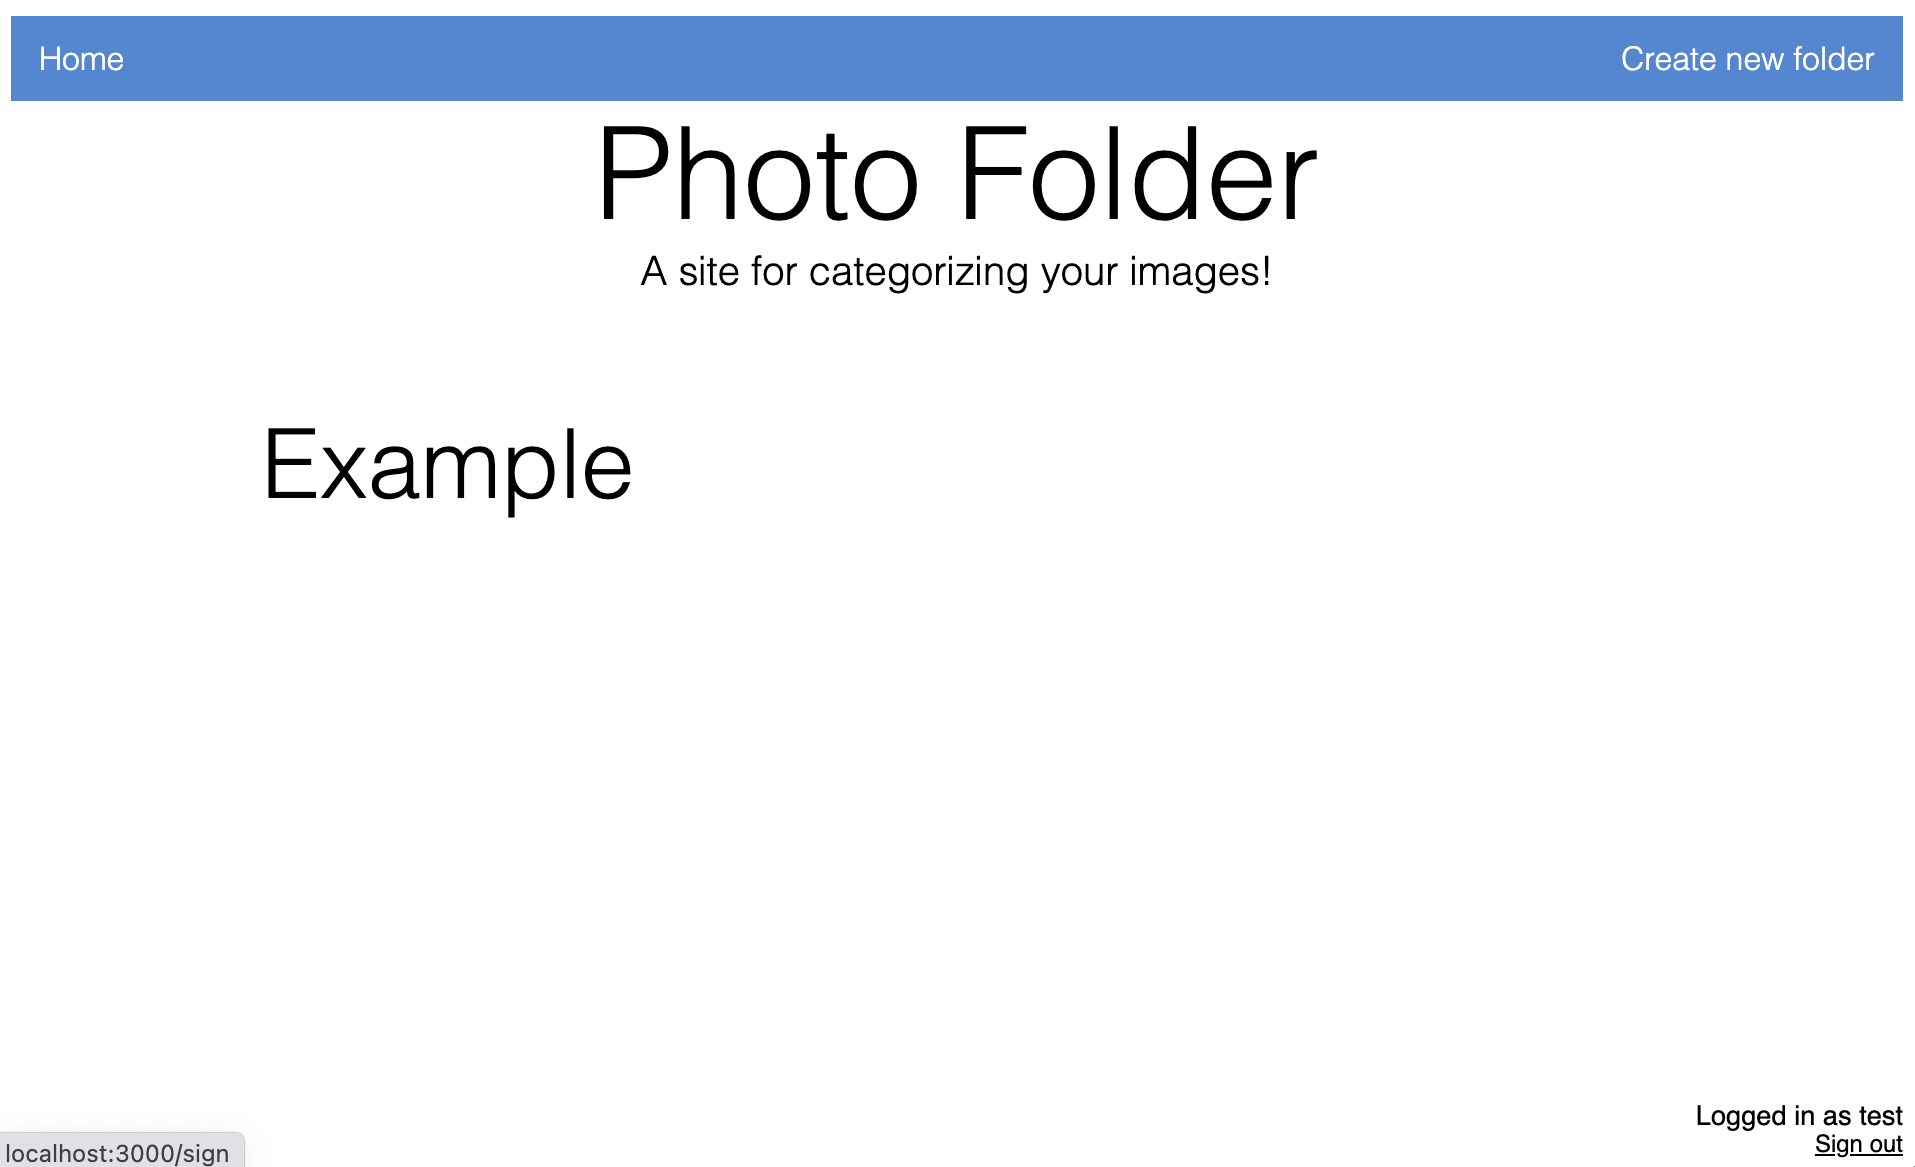 Home
Create new folder
Photo Folder
A site for categorizing your images!
Example
Logged in as test
Sign out
localhost:3000/sign